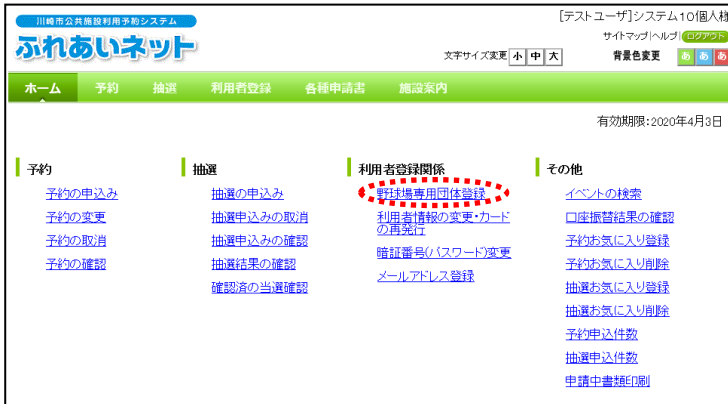 川崎市公共施設利用予約システム
ふれあいネット
[テストユーザ]システム10個人様
サイトマップ|ヘルプ|ログアウト
文字サイズ変更 小 中 大 背景色変更 あ あ あ
ホーム 予約 抽選 利用者登録 各種申請書 施設案内
有効期限:2020年4月3日
予約
予約の申込み
予約の変更
予約の取消
予約の確認
抽選
抽選の申込み
抽選申込みの取消
抽選申込みの確認
抽選結果の確認
確認済の当選確認
利用者登録関係
野球場専用団体登録
利用者情報の変更・カード
の再発行
暗証番号(パスワード)変更
メールアドレス登録
その他
イベントの検索
口座振替結果の確認
予約お気に入り登録
予約お気に入り削除
抽選お気に入り登録
抽選お気に入り削除
予約申込件数
抽選申込件数
申請中書類印刷